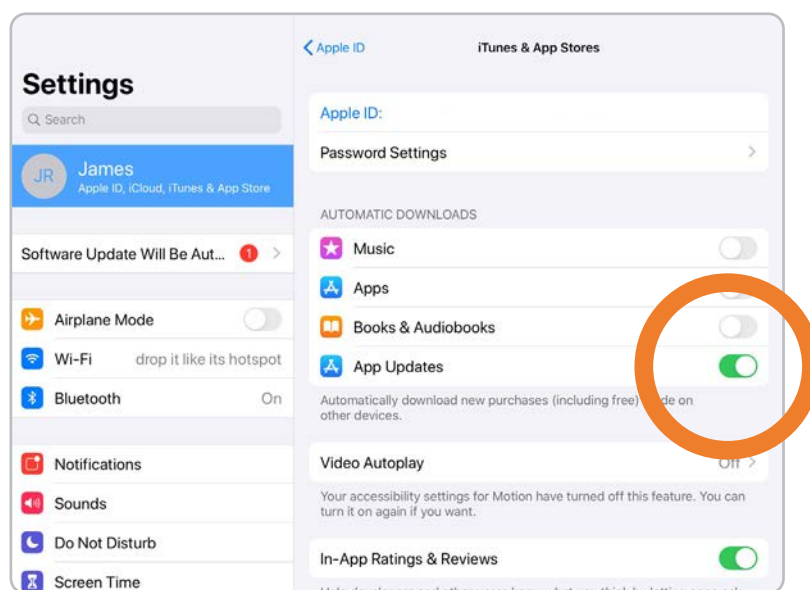 Settings
Search
JR
James
Apple ID, iCloud, iTunes & App Store
Software Update Will Be Aut... 1
Airplane Mode
Wi-Fi drop it like its hotspot
Bluetooth On
Notifications
Sounds
Do Not Disturb
Screen Time
Apple ID
iTunes & App Stores
Apple ID:
Password Settings
AUTOMATIC DOWNLOADS
Music
Apps
Books & Audiobooks
App Updates
Automatically download new purchases (including free) on
other devices.
Video Autoplay Off
Your accessibility settings for Motion have turned off this feature. You can
turn it on again if you want.
In-App Ratings & Reviews